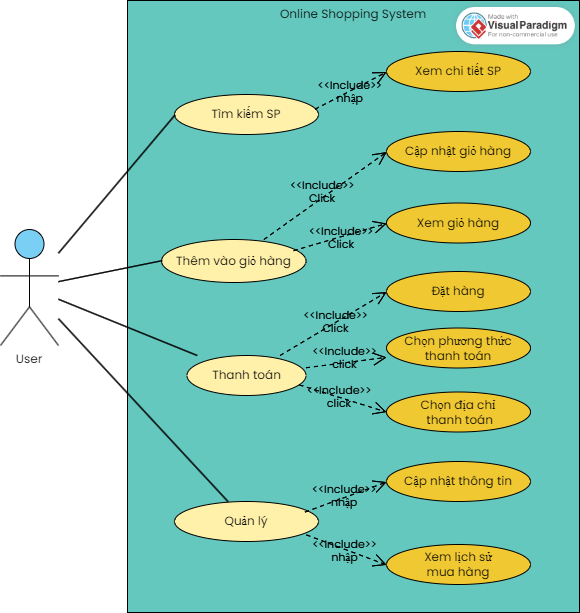 Online Shopping System
Made with
Visual Paradigm
For non-commercial use
Xem chi tiết SP
<<Include>>
nhập
Tìm kiếm SP
Cập nhật giỏ hàng
<<Include>>
Click
Xem giỏ hàng
<<Include>>
Click
Thêm vào giỏ hàng
Đặt hàng
<<Include>>
Click
Chọn phương thức
thanh toán
<<Include>>
click
User
Thanh toán
<<Include>>
click
Chọn địa chỉ
thanh toán
Cập nhật thông tin
<<Include>>
nhập
Quản lý
<<Include>>
nhập
Xem lịch sử
mua hàng